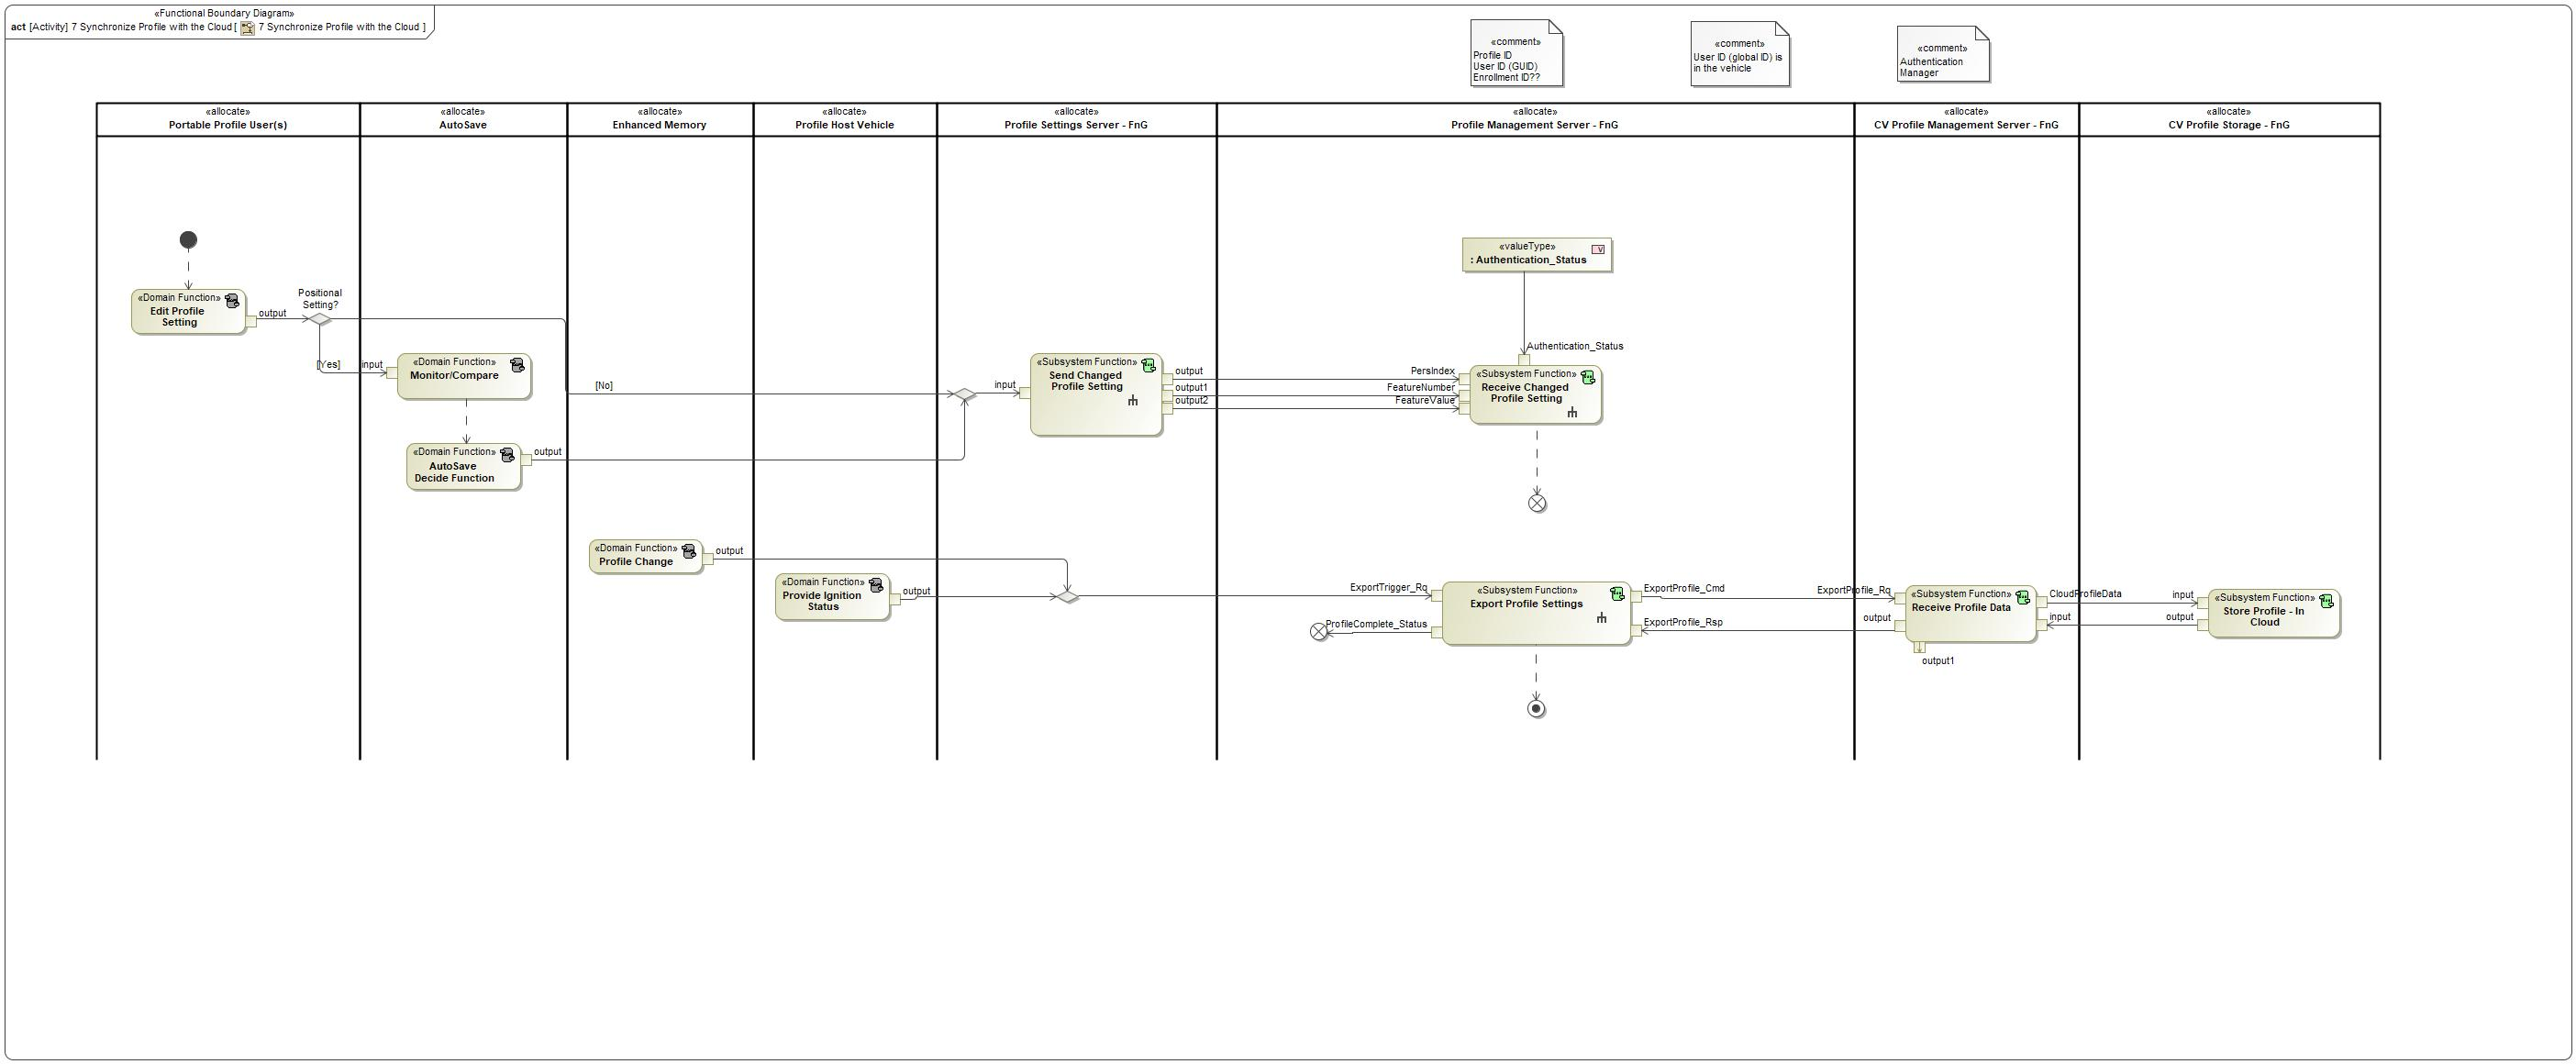 «Functional Boundary Diagram»
act [Activity] 7 Synchronize Profile with the Cloud [ 7 Synchronize Profile with the Cloud ]
«comment»
Profile ID
User ID (GUID)
Enrollment ID??
«comment»
User ID (global ID) is
in the vehicle
«comment»
Authentication
Manager
«allocate»
Portable Profile User(s)
«allocate»
AutoSave
«allocate»
Enhanced Memory
«allocate»
Profile Host Vehicle
«allocate»
Profile Settings Server - FnG
«allocate»
Profile Management Server - FnG
«allocate»
CV Profile Management Server - FnG
«allocate»
CV Profile Storage - FnG
«Domain Function»
Edit Profile
Setting
output
Positional
Setting?
[Yes]
input
«Domain Function»
Monitor/Compare
[No]
«Domain Function»
AutoSave
Decide Function
output
input
«Subsystem Function»
Send Changed
Profile Setting
output
output1
output2
«valueType»
: Authentication_Status
Authentication_Status
PersIndex
FeatureNumber
FeatureValue
«Subsystem Function»
Receive Changed
Profile Setting
«Domain Function»
Profile Change
output
«Domain Function»
Provide Ignition
Status
output
ExportTrigger_Rq
ProfileComplete_Status
«Subsystem Function»
Export Profile Settings
ExportProfile_Cmd
ExportProfile_Rsp
ExportProfile_Rq
output
«Subsystem Function»
Receive Profile Data
output1
CloudProfileData
input
input
output
«Subsystem Function»
Store Profile - In
Cloud